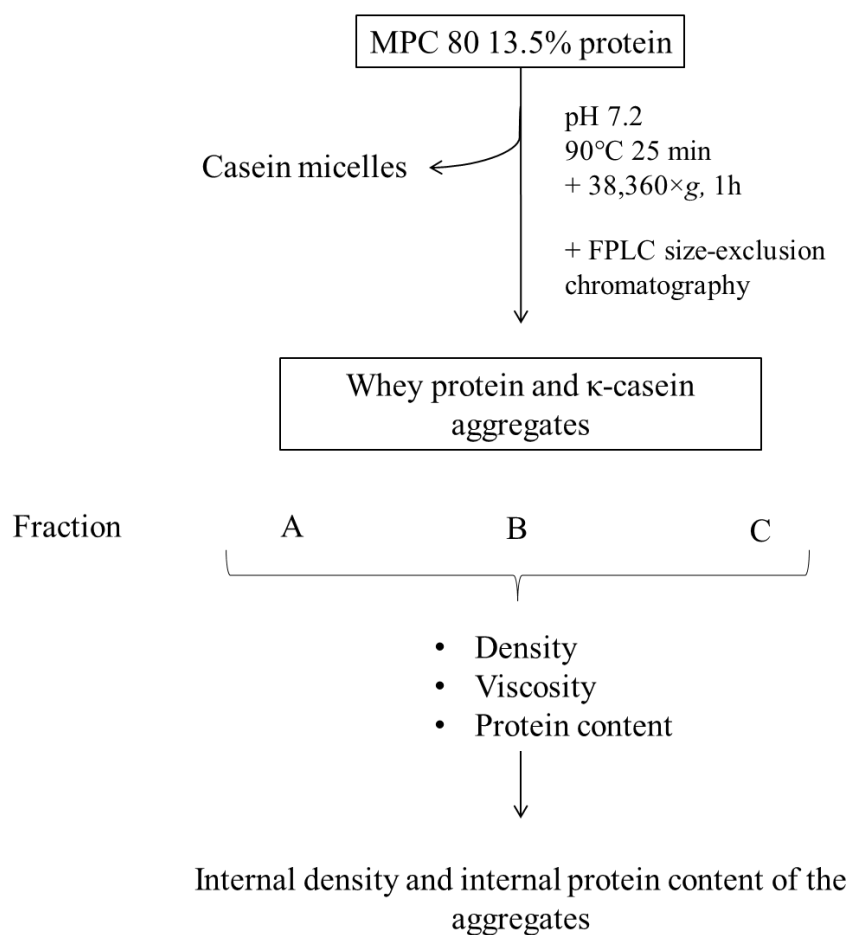 MPC 80 13.5% protein
pH 7.2
90°C 25 min
Casein micelles
+ 38,360×g, 1h
+ FPLC size-exclusion
chromatography
Whey protein and κ-casein
aggregates
Fraction A B C
• Density
• Viscosity
• Protein content
Internal density and internal protein content of the
aggregates